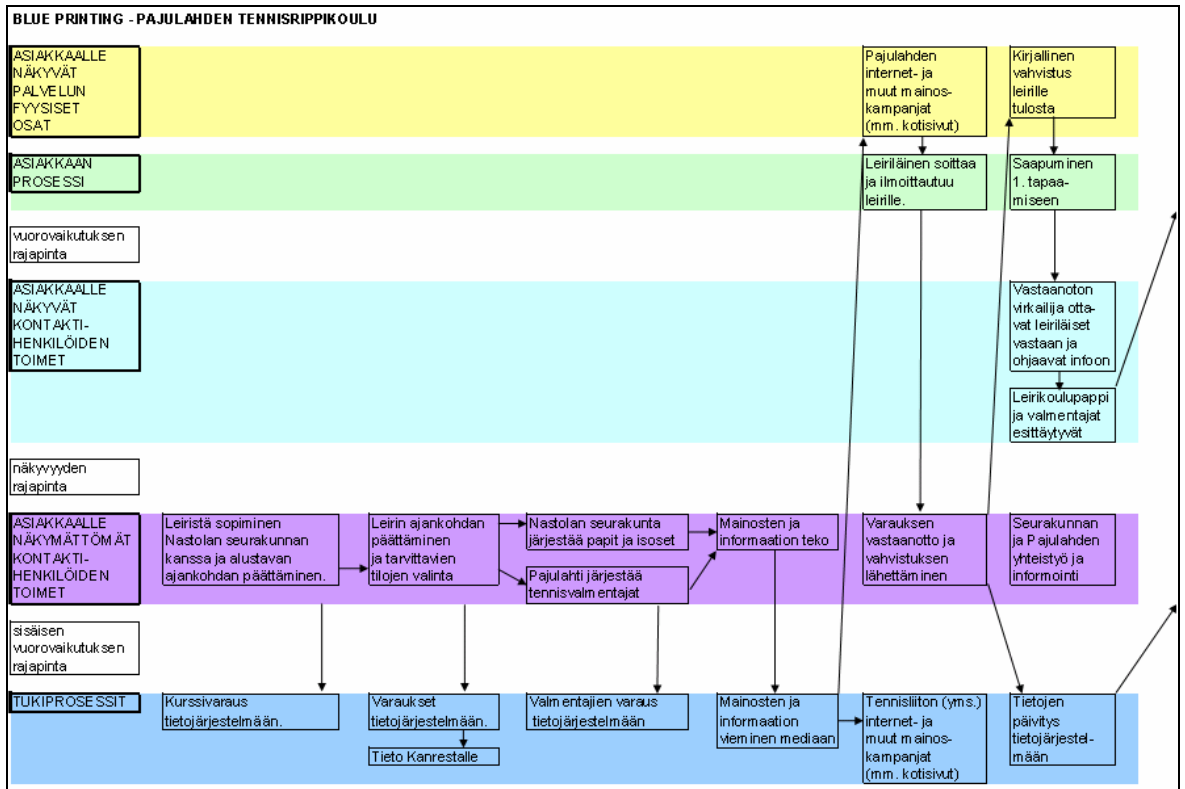 BLUE PRINTING - PAJULAHDEN TENNISRIPPIKOULU
ASIAKKAALLE
NÄKYVÄT
PALVELUN
FYYSISET
OSAT
Pajulahden
internet- ja
muut mainos-
kampanjat
(mm. kotisivut)
Kirjallinen
vahvistus
leirille
tulosta
ASIAKKAAN
PROSESSI
Leiriläinen soittaa
ja ilmoittautuu
leirille.
Saapuminen
1. tapaa-
miseen
vuorovaikutuksen
rajapinta
ASIAKKAALLE
NÄKYVÄT
KONTAKTI-
HENKILÖIDEN
TOIMET
Vastaanoton
virkailija otta-
vat leiriläiset
vastaan ja
ohjaavat infoon
Leirikoulupappi
ja valmentajat
esittäytyvät
näkyvyyden
rajapinta
ASIAKKAALLE
NÄKYMÄTTÖMÄT
KONTAKTI-
HENKILÖIDEN
TOIMET
Leiristä sopiminen
Nastolan seurakunnan
kanssa ja alustavan
ajankohdan päättäminen.
Leirin ajankohdan
päättäminen
ja tarvittavien
tilojen valinta
Nastolan seurakunta
järjestää papit ja isoset
Pajulahti järjestää
tennisvalmentajat
Mainosten ja
informaation teko
Varauksen
vastaanotto ja
vahvistuksen
lähettäminen
Seurakunnan
ja Pajulahden
yhteistyö ja
informointi
sisäisen
vuorovaikutuksen
rajapinta
TUKIPROSESSIT
Kurssivaraus
tietojärjestelmään.
Varaukset
tietojärjestelmään.
Tieto Kanrestalle
Valmentajien varaus
tietojärjestelmään
Mainosten ja
informaation
vieminen mediaan
Tennisliiton (yms.)
internet- ja
muut mainos-
kampanjat
(mm. kotisivut)
Tietojen
päivitys
tietojärjestel-
mään